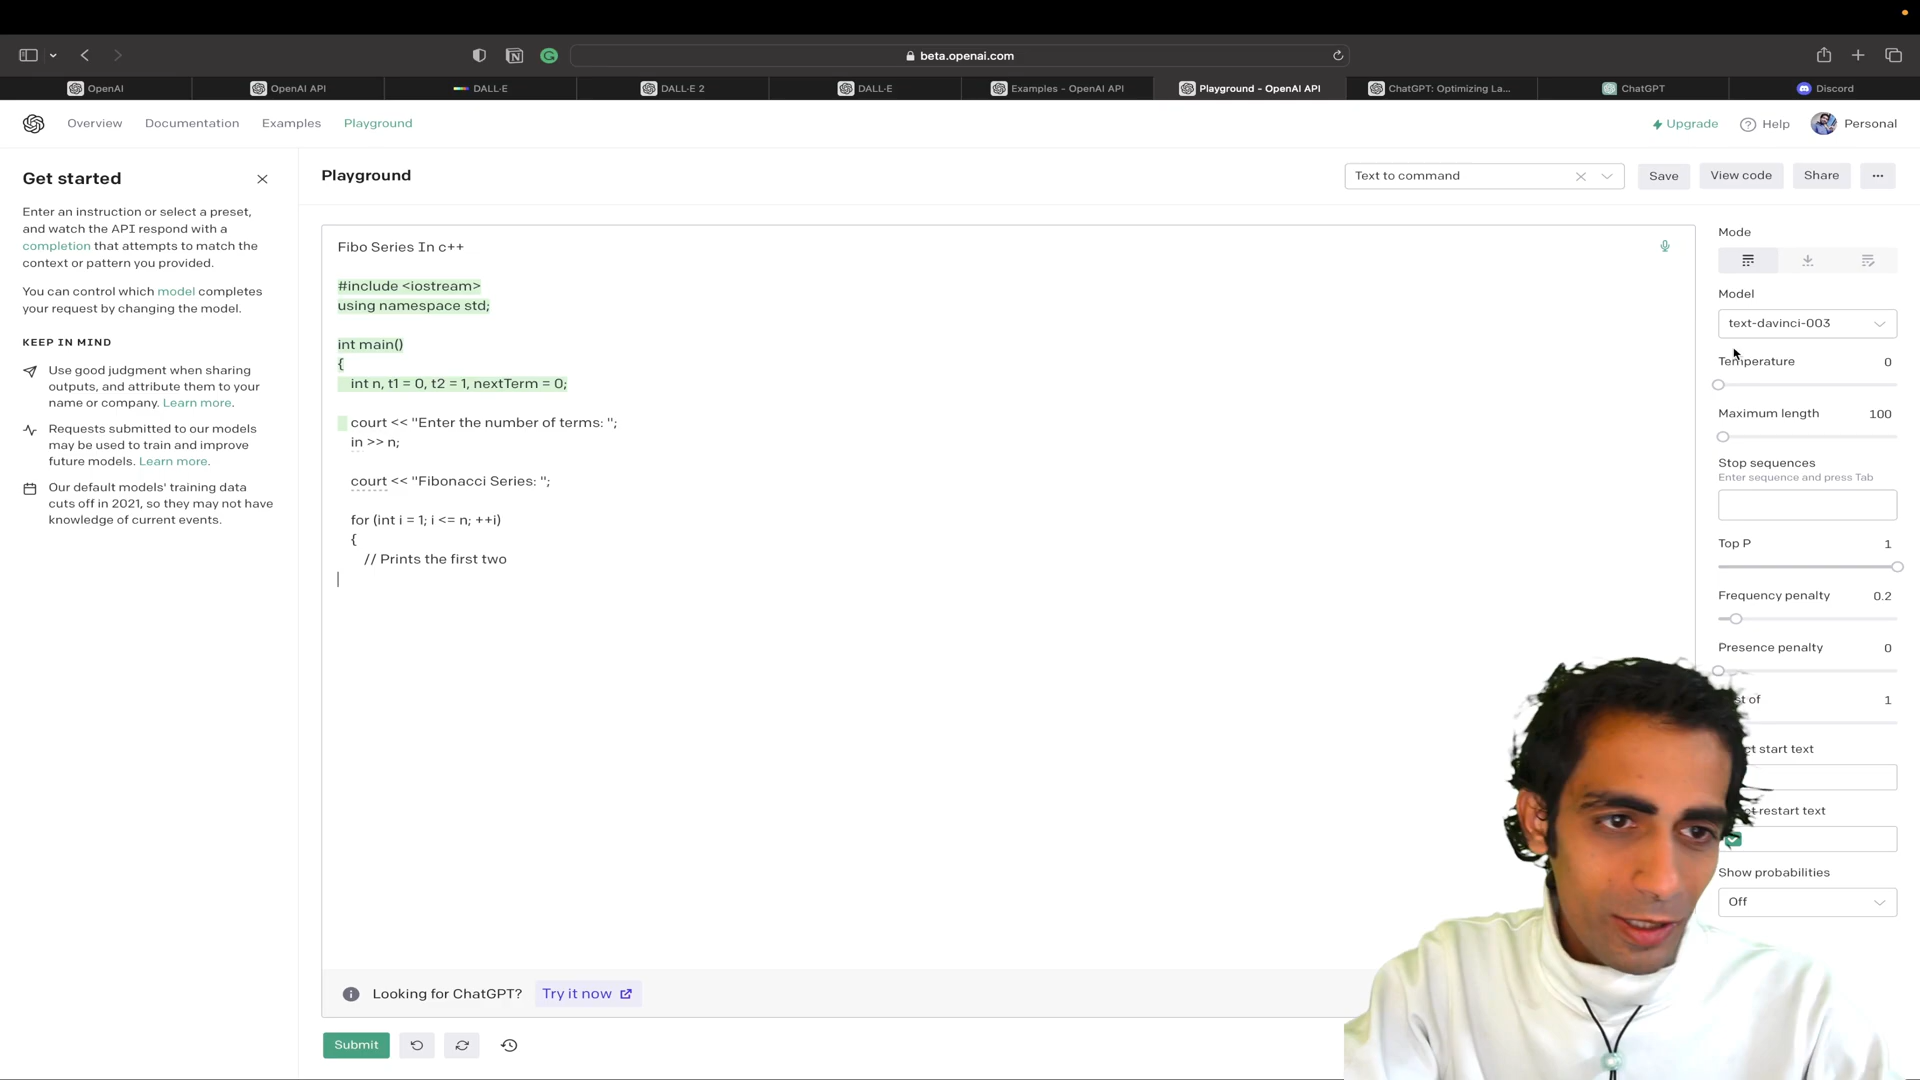 beta.openai.com
OpenAI
OpenAI API
DALL·E
DALL·E 2
DALL·E
Examples - OpenAI API
Playground - OpenAI API
ChatGPT: Optimizing La...
ChatGPT
Discord
Overview
Documentation
Examples
Playground
Upgrade
Help
Personal
Get started
Enter an instruction or select a preset,
and watch the API respond with a
completion that attempts to match the
context or pattern you provided.
You can control which model completes
your request by changing the model.
KEEP IN MIND
Use good judgment when sharing
outputs, and attribute them to your
name or company. Learn more.
Requests submitted to our models
may be used to train and improve
future models. Learn more.
Our default models' training data
cuts off in 2021, so they may not have
knowledge of current events.
Playground
Text to command
Save
View code
Share
Fibo Series In c++
#include <iostream>
using namespace std;
int main()
{
int n, t1 = 0, t2 = 1, nextTerm = 0;
court << "Enter the number of terms: ";
in >> n;
court << "Fibonacci Series: ";
for (int i = 1; i <= n; ++i)
{
// Prints the first two
Looking for ChatGPT? Try it now
Submit
Mode
Model
text-davinci-003
Temperature 0
Maximum length 100
Stop sequences
Enter sequence and press Tab
Top P 1
Frequency penalty 0.2
Presence penalty 0
of 1
start text
restart text
Show probabilities
Off